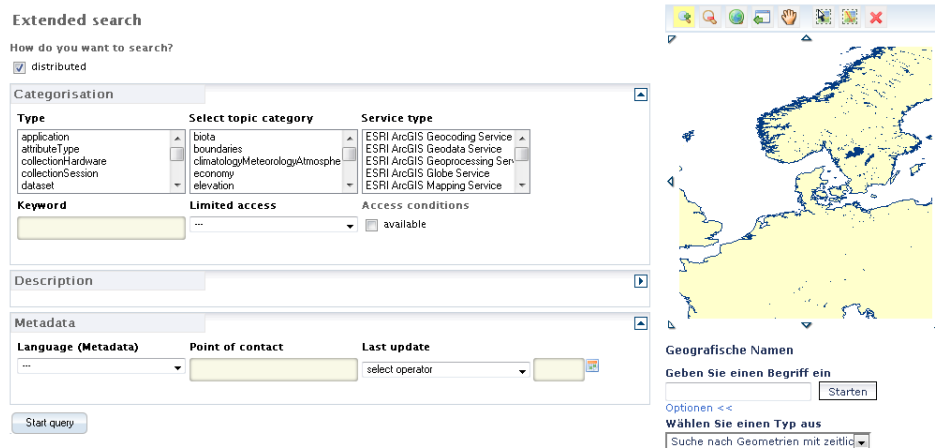 Extended search
How do you want to search?
distributed
Categorisation
Type
application
attributeType
collectionHardware
collectionSession
dataset
Select topic category
biota
boundaries
climatologyMeteorologyAtmosphe
economy
elevation
Service type
ESRI ArcGIS Geocoding Service
ESRI ArcGIS Geodata Service
ESRI ArcGIS Geoprocessing Serv
ESRI ArcGIS Globe Service
ESRI ArcGIS Mapping Service
Keyword
Limited access
---
Access conditions
available
Description
Metadata
Language (Metadata)
---
Point of contact
Last update
select operator
Start query
Geografische Namen
Geben Sie einen Begriff ein
Starten
Optionen <<
Wählen Sie einen Typ aus
Suche nach Geometrien mit zeitlic